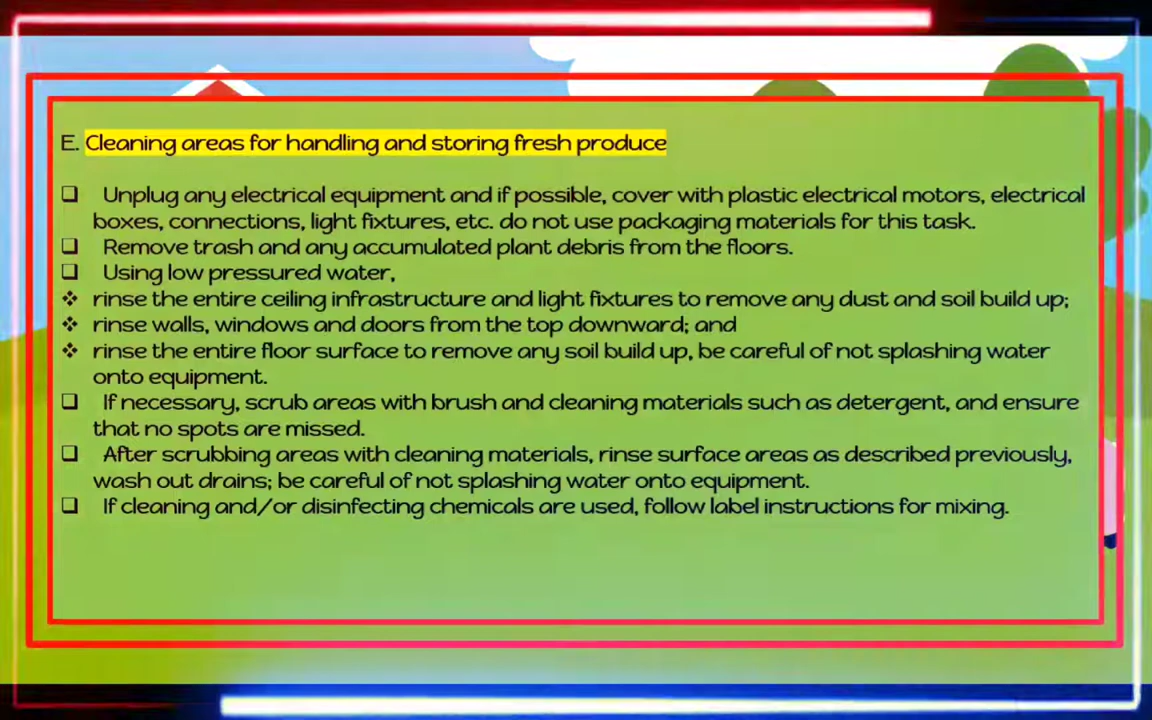 E. Cleaning areas for handling and storing fresh produce
❑ Unplug any electrical equipment and if possible, cover with plastic electrical motors, electrical
boxes, connections, light fixtures, etc. do not use packaging materials for this task.
❑ Remove trash and any accumulated plant debris from the floors.
❑ Using low pressured water,
❖ rinse the entire ceiling infrastructure and light fixtures to remove any dust and soil build up;
❖ rinse walls, windows and doors from the top downward; and
❖ rinse the entire floor surface to remove any soil build up, be careful of not splashing water
onto equipment.
❑ If necessary, scrub areas with brush and cleaning materials such as detergent, and ensure
that no spots are missed.
❑ After scrubbing areas with cleaning materials, rinse surface areas as described previously,
wash out drains; be careful of not splashing water onto equipment.
❑ If cleaning and/or disinfecting chemicals are used, follow label instructions for mixing.